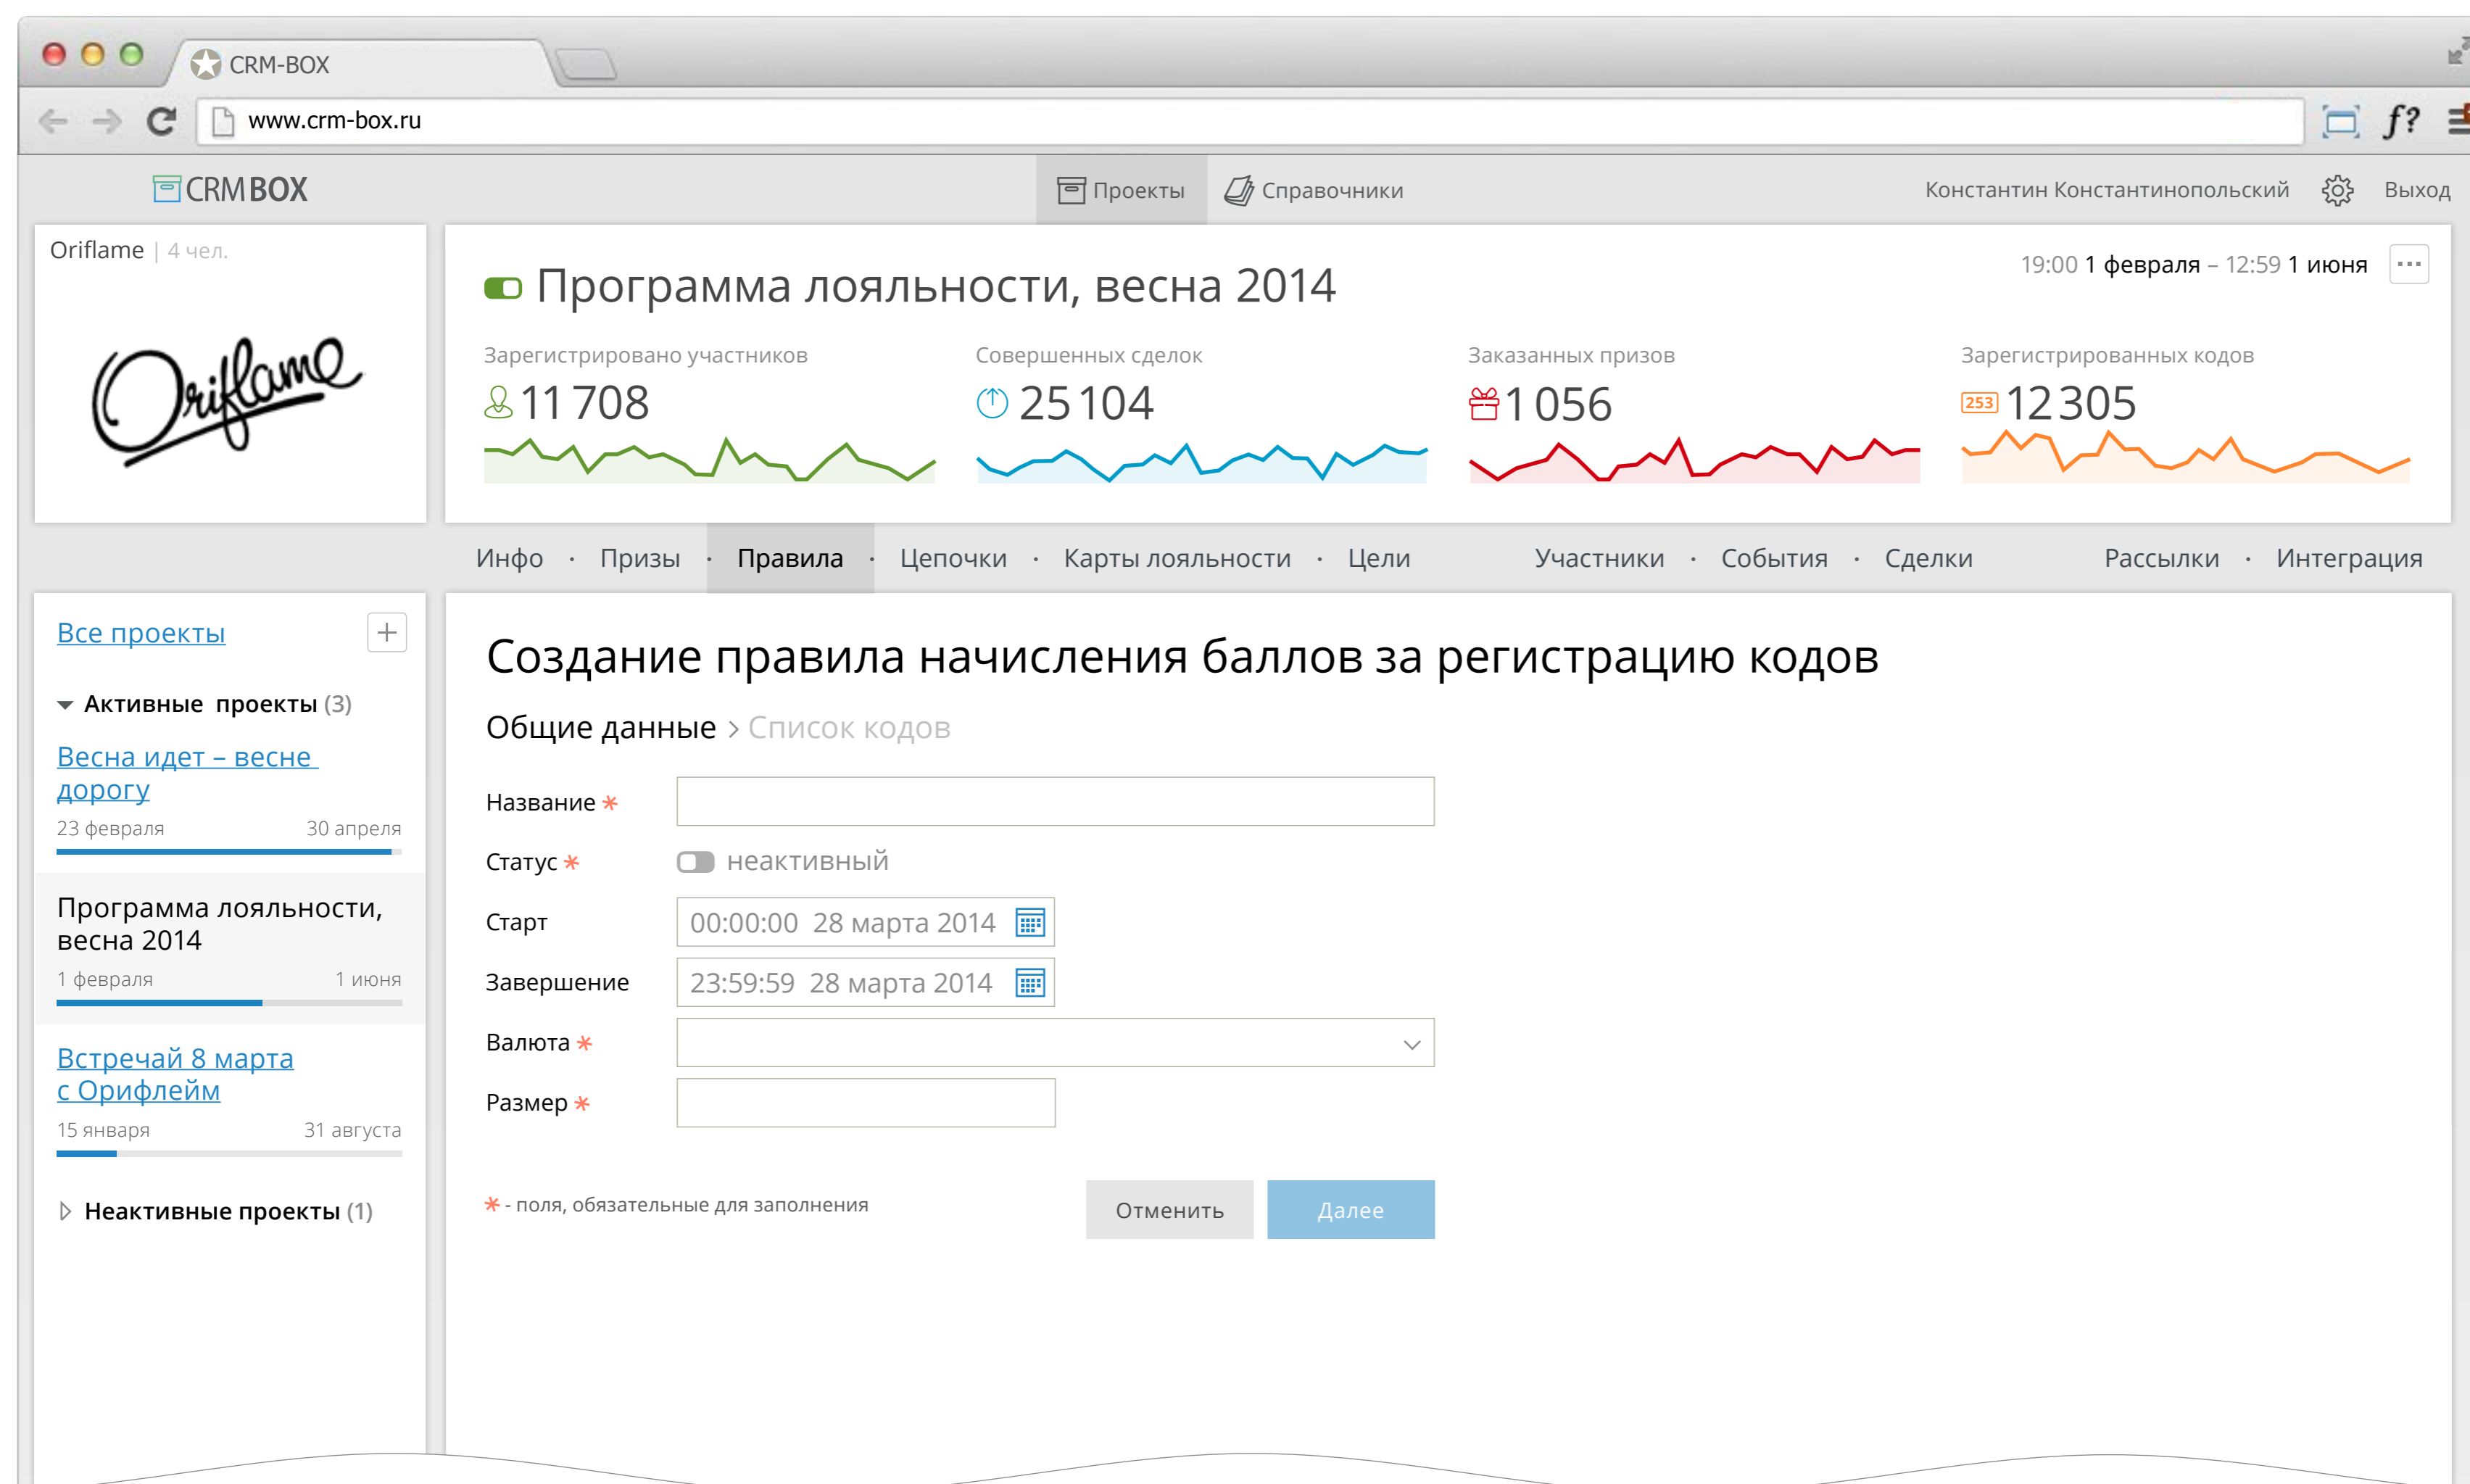 CRM-BOX
www.crm-box.ru
f?
CRMBOX
Проекты
Справочники
Константин Константинопольский
Выход
Oriflame | 4 чел.
Oriflame
Программа лояльности, весна 2014
19:00 1 февраля – 12:59 1 июня
Зарегистрировано участников
11 708
Совершенных сделок
25 104
Заказанных призов
1 056
Зарегистрированных кодов
253 12 305
Инфо · Призы · Правила · Цепочки · Карты лояльности · Цели Участники · События · Сделки Рассылки · Интеграция
Все проекты
Активные проекты (3)
Весна идет – весне
дорогу
23 февраля 30 апреля
Программа лояльности,
весна 2014
1 февраля 1 июня
Встречай 8 марта
с Орифлейм
15 января 31 августа
Неактивные проекты (1)
Создание правила начисления баллов за регистрацию кодов
Общие данные > Список кодов
Название *
Статус * неактивный
Старт 00:00:00 28 марта 2014
Завершение 23:59:59 28 марта 2014
Валюта *
Размер *
* - поля, обязательные для заполнения
Отменить
Далее